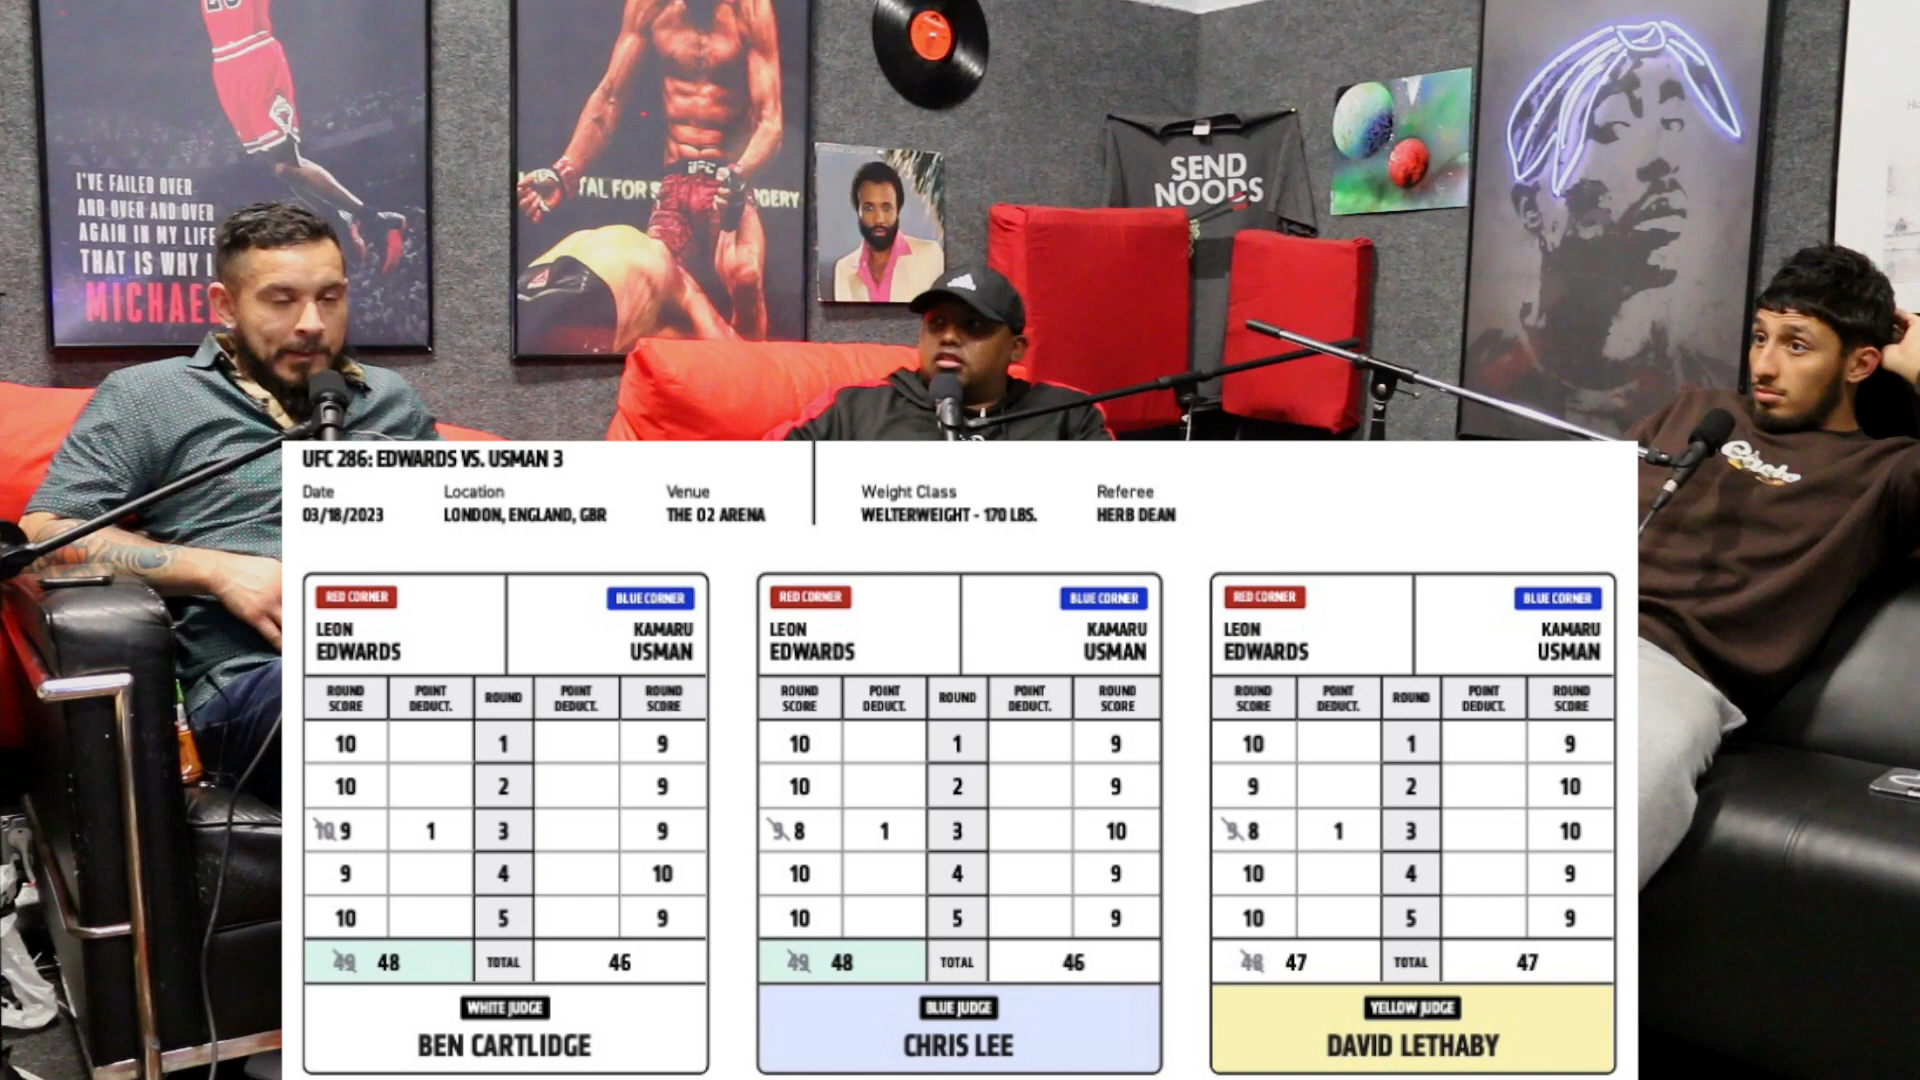 I'VE FAILED OVER
AND OVER AND OVER
AGAIN IN MY LIFE
THAT IS WHY I
MICHAEL
UFC
TAL FOR S
GERY
SEND
NOODS
UFC 286: EDWARDS VS. USMAN 3
Date
Location
Venue
Weight Class
Referee
03/18/2023
LONDON, ENGLAND, GBR
THE O2 ARENA
WELTERWEIGHT - 170 LBS.
HERB DEAN
RED CORNER
BLUE CORNER
LEON
EDWARDS
KAMARU
USMAN
ROUND SCORE POINT DEDUCT. ROUND POINT DEDUCT. ROUND SCORE
10 1 9
10 2 9
10 9 1 3 9
9 4 10
10 5 9
49 48 TOTAL 46
WHITE JUDGE
BEN CARTLIDGE
RED CORNER
BLUE CORNER
LEON
EDWARDS
KAMARU
USMAN
ROUND SCORE POINT DEDUCT. ROUND POINT DEDUCT. ROUND SCORE
10 1 9
10 2 9
9 8 1 3 10
10 4 9
10 5 9
49 48 TOTAL 46
BLUE JUDGE
CHRIS LEE
RED CORNER
BLUE CORNER
LEON
EDWARDS
KAMARU
USMAN
ROUND SCORE POINT DEDUCT. ROUND POINT DEDUCT. ROUND SCORE
10 1 9
9 2 10
9 8 1 3 10
10 4 9
10 5 9
48 47 TOTAL 47
YELLOW JUDGE
DAVID LETHABY